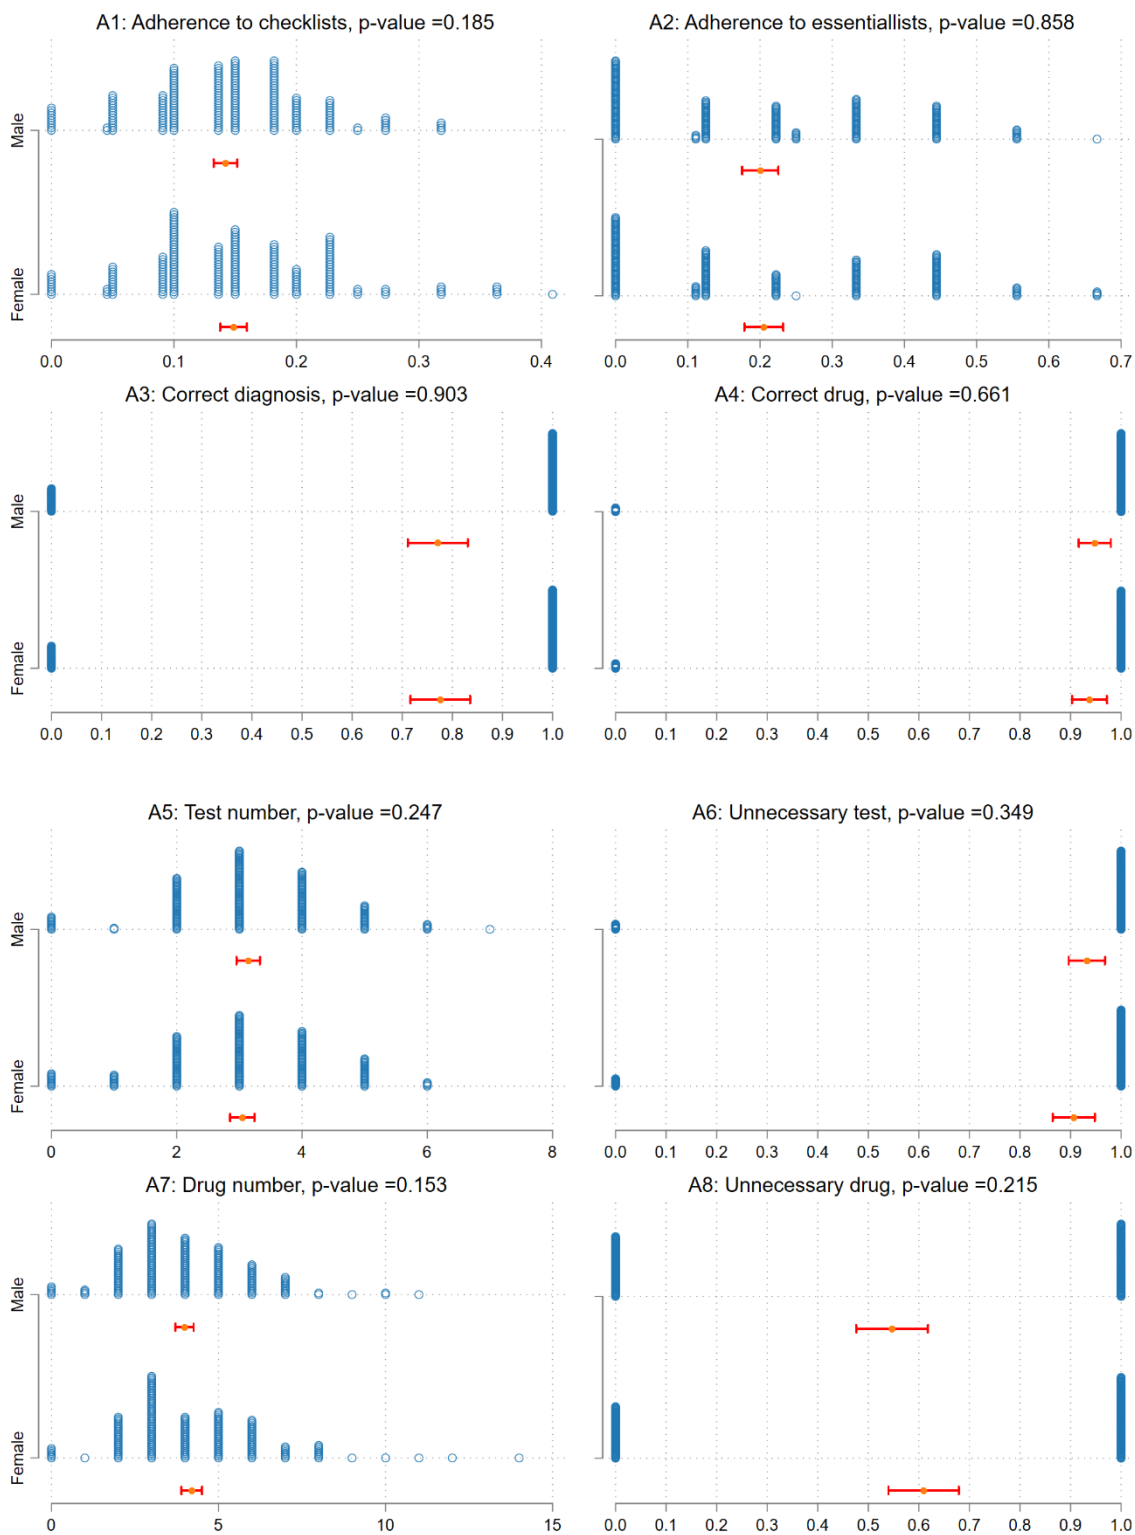 A1: Adherence to checklists, p-value =0.185
Male
Female
0.0 0.1 0.2 0.3 0.4
A2: Adherence to essentiallists, p-value =0.858
0.0 0.1 0.2 0.3 0.4 0.5 0.6 0.7
A3: Correct diagnosis, p-value =0.903
Male
Female
0.0 0.1 0.2 0.3 0.4 0.5 0.6 0.7 0.8 0.9 1.0
A4: Correct drug, p-value =0.661
0.0 0.1 0.2 0.3 0.4 0.5 0.6 0.7 0.8 0.9 1.0
A5: Test number, p-value =0.247
Male
Female
0 2 4 6 8
A6: Unnecessary test, p-value =0.349
0.0 0.1 0.2 0.3 0.4 0.5 0.6 0.7 0.8 0.9 1.0
A7: Drug number, p-value =0.153
Male
Female
0 5 10 15
A8: Unnecessary drug, p-value =0.215
0.0 0.1 0.2 0.3 0.4 0.5 0.6 0.7 0.8 0.9 1.0